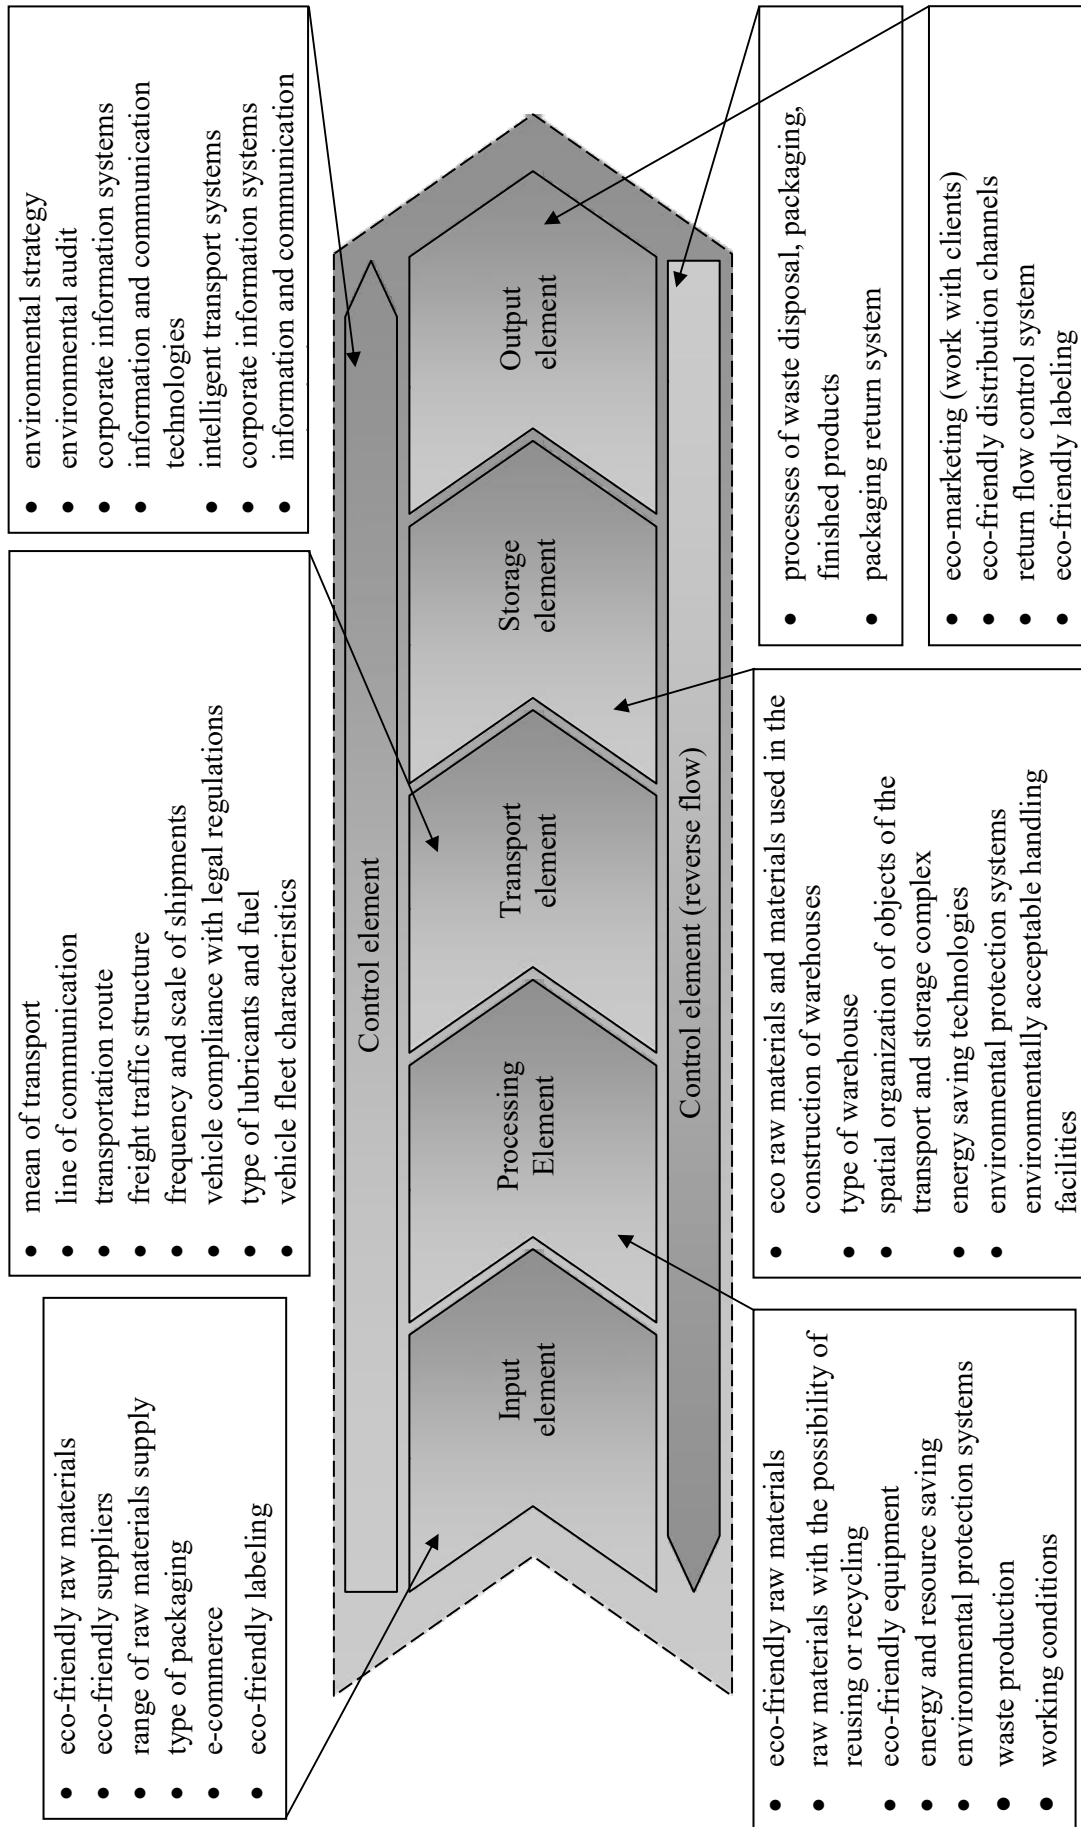 eco-friendly raw materials
eco-friendly suppliers
range of raw materials supply
type of packaging
e-commerce
eco-friendly labeling
mean of transport
line of communication
transportation route
freight traffic structure
frequency and scale of shipments
vehicle compliance with legal regulations
type of lubricants and fuel
vehicle fleet characteristics
environmental strategy
environmental audit
corporate information systems
information and communication
technologies
intelligent transport systems
corporate information systems
information and communication
Control element
Input
element
Processing
Element
Transport
element
Storage
element
Output
element
Control element (reverse flow)
eco-friendly raw materials
raw materials with the possibility of
reusing or recycling
eco-friendly equipment
energy and resource saving
environmental protection systems
waste production
working conditions
eco raw materials and materials used in the
construction of warehouses
type of warehouse
spatial organization of objects of the
transport and storage complex
energy saving technologies
environmental protection systems
environmentally acceptable handling
facilities
processes of waste disposal, packaging,
finished products
packaging return system
eco-marketing (work with clients)
eco-friendly distribution channels
return flow control system
eco-friendly labeling